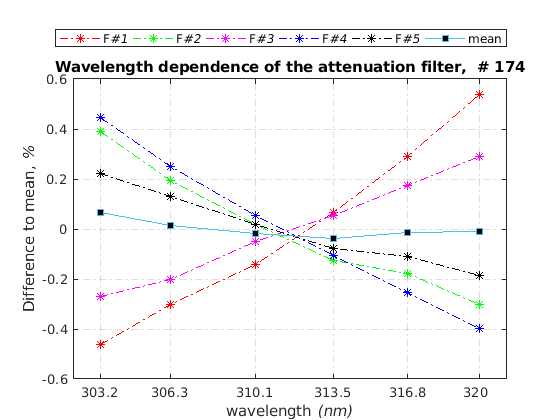 F#1 F#2 F#3 F#4 F#5 mean
Wavelength dependence of the attenuation filter, # 174
Difference to mean, %
0.6
0.4
0.2
0
-0.2
-0.4
-0.6
303.2 306.3 310.1 313.5 316.8 320
wavelength (nm)